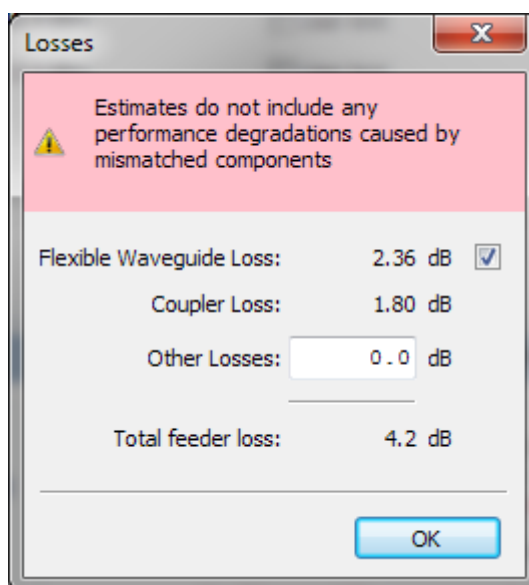 Losses
Estimates do not include any
performance degradations caused by
mismatched components
Flexible Waveguide Loss: 2.36 dB
Coupler Loss: 1.80 dB
Other Losses: 0.0 dB
Total feeder loss: 4.2 dB
OK